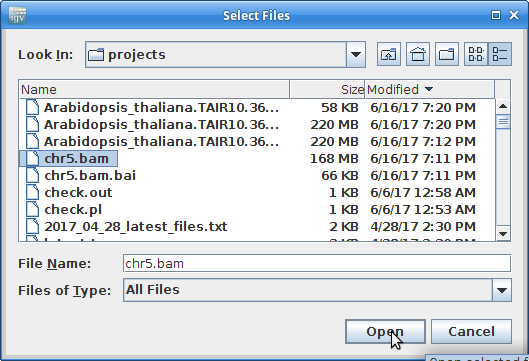 igv Select Files
Look In: projects
Name Size Modified
Arabidopsis_thaliana.TAIR10.36... 58 KB 6/16/17 7:20 PM
Arabidopsis_thaliana.TAIR10.36... 220 MB 6/16/17 7:20 PM
Arabidopsis_thaliana.TAIR10.36... 220 MB 6/16/17 7:12 PM
chr5.bam 168 MB 6/16/17 7:11 PM
chr5.bam.bai 66 KB 6/16/17 7:11 PM
check.out 1 KB 6/6/17 12:58 AM
check.pl 1 KB 6/6/17 12:53 AM
2017_04_28_latest_files.txt 2 KB 4/28/17 2:30 PM
File Name: chr5.bam
Files of Type: All Files
Open Cancel